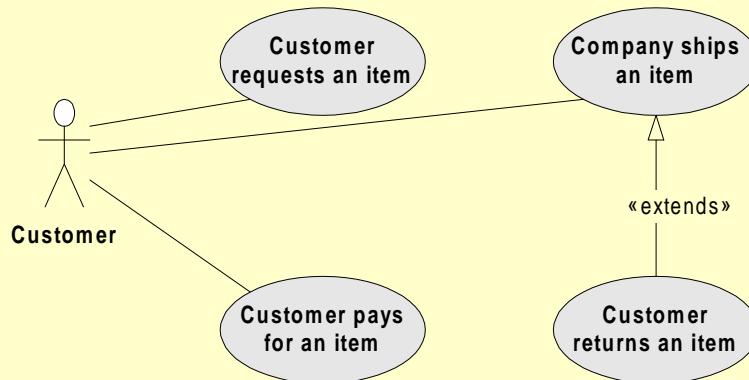 Customer
requests an item
Company ships
an item
Customer
«extends»
Customer pays
for an item
Customer
returns an item